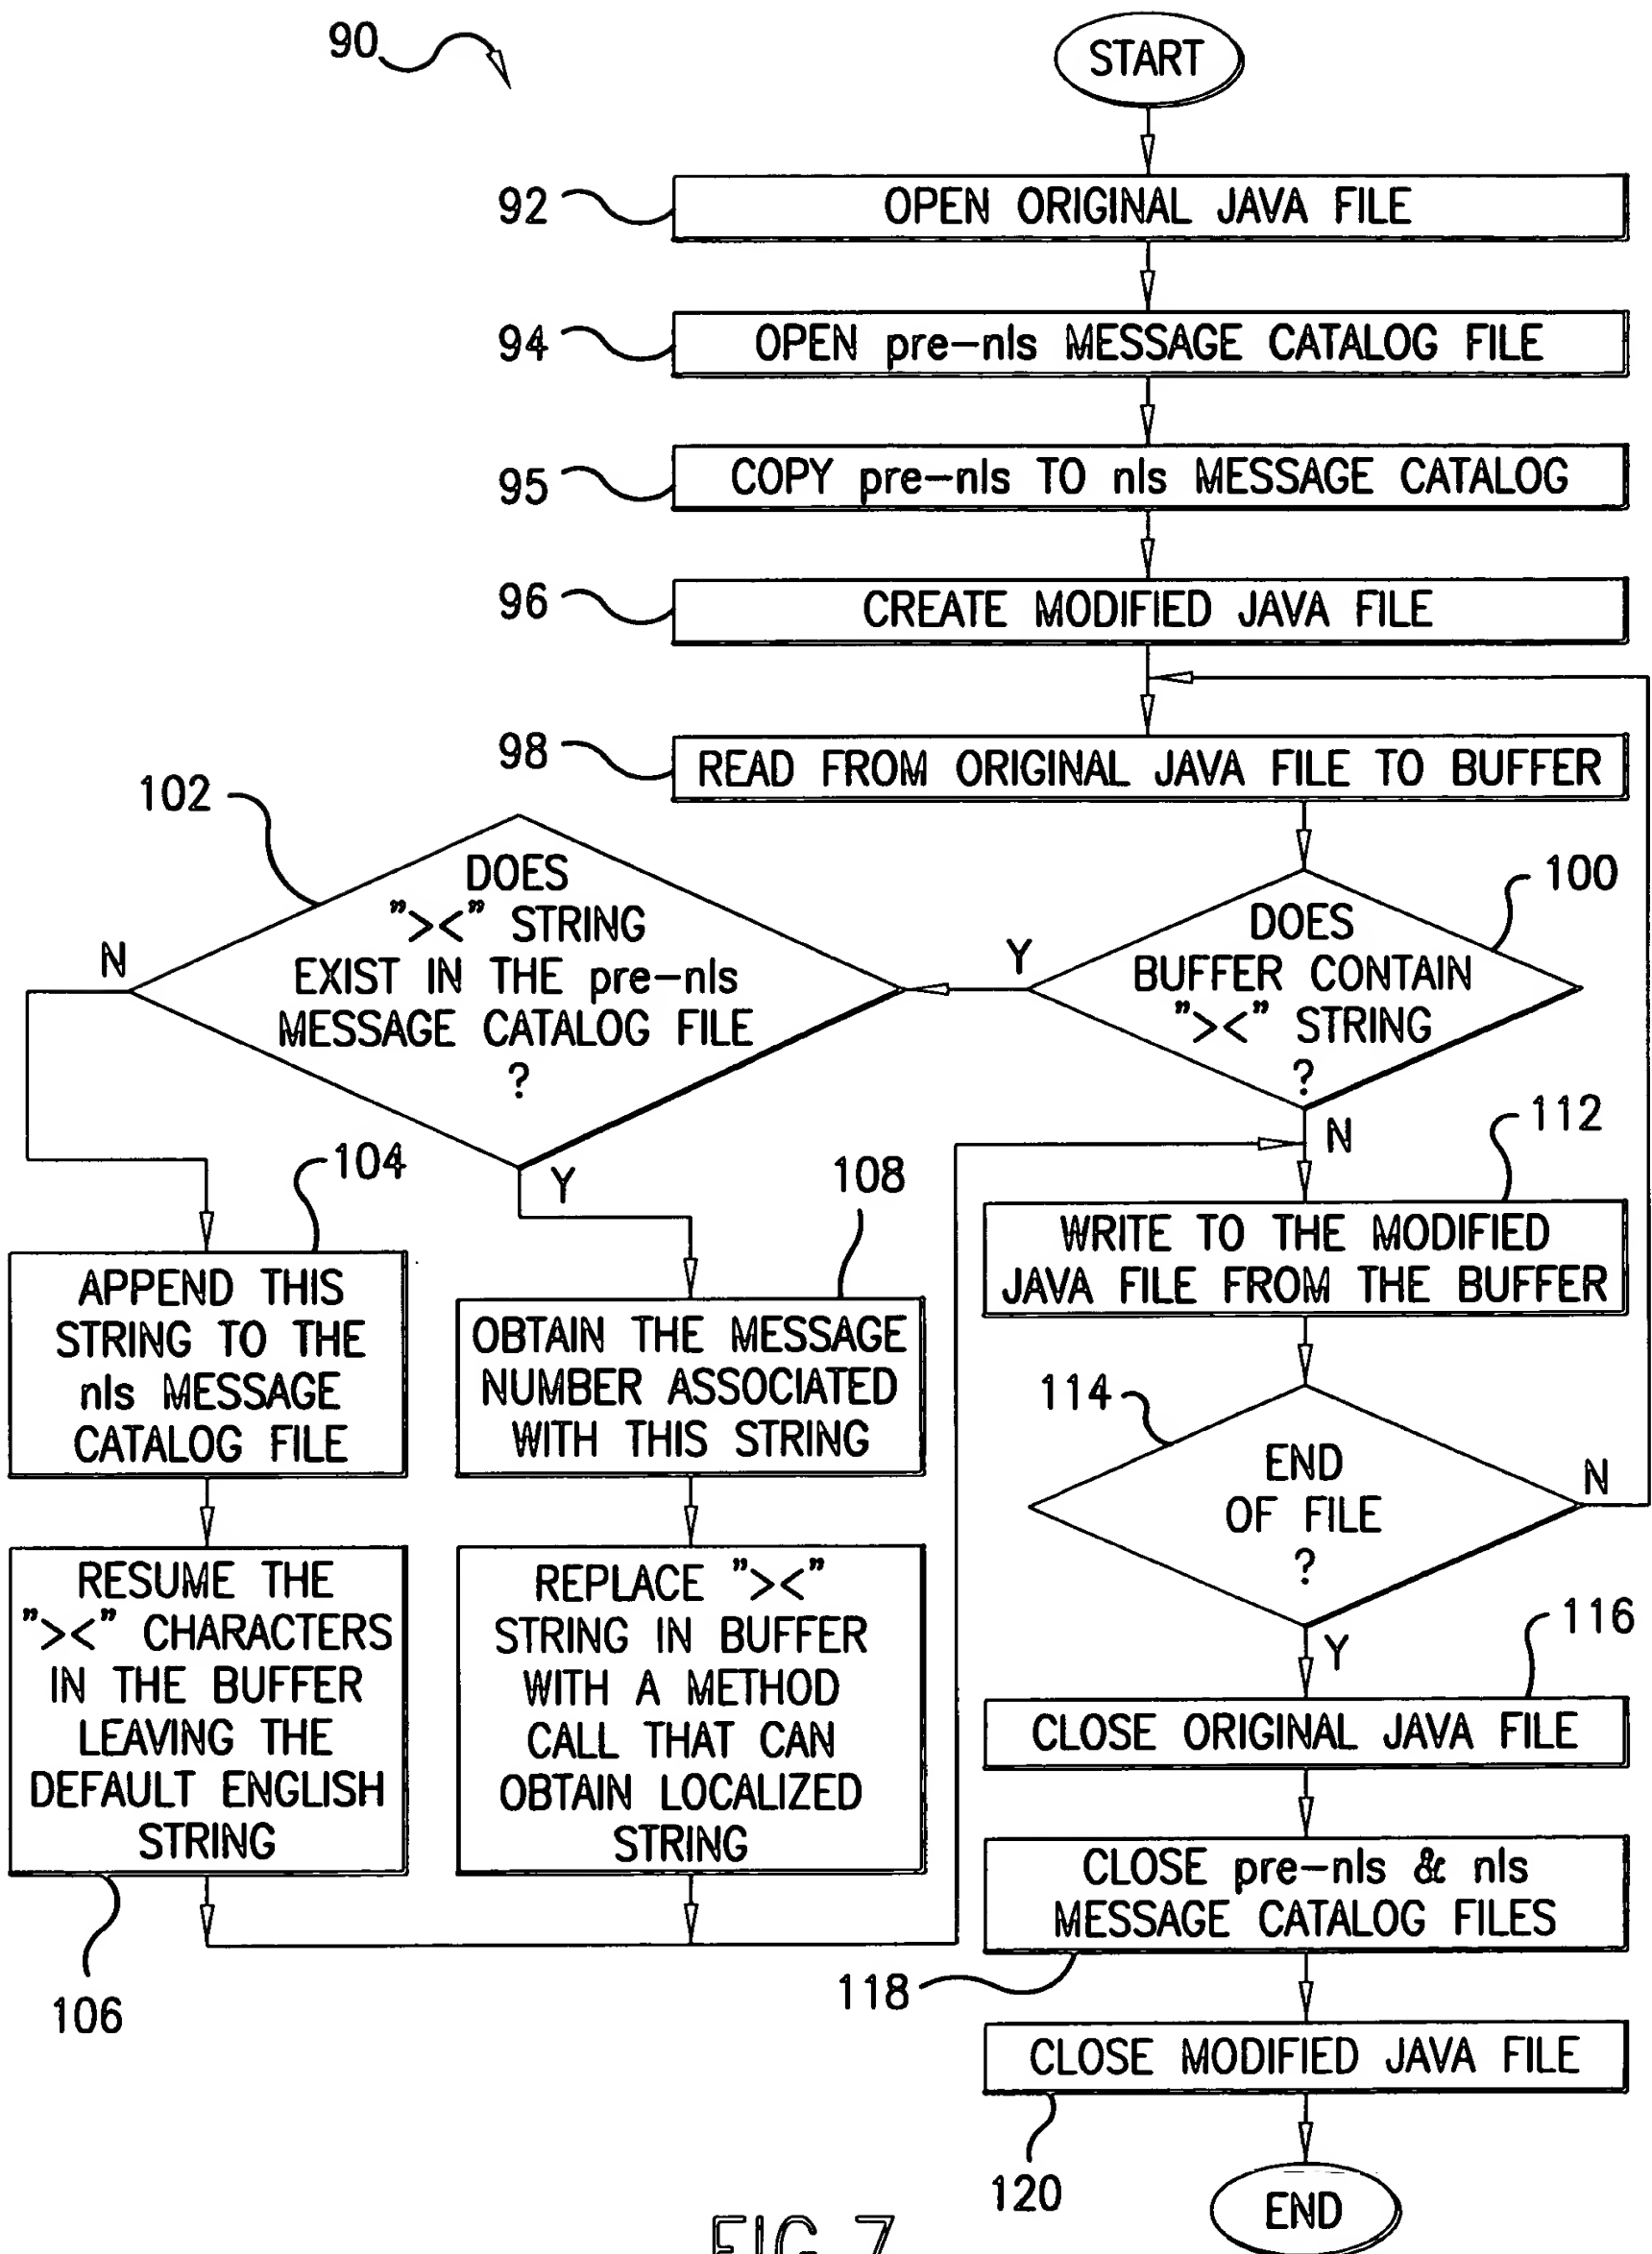 90
START
92
OPEN ORIGINAL JAVA FILE
94
OPEN pre-nls MESSAGE CATALOG FILE
95
COPY pre-nls TO nls MESSAGE CATALOG
96
CREATE MODIFIED JAVA FILE
98
READ FROM ORIGINAL JAVA FILE TO BUFFER
100
DOES
BUFFER CONTAIN
"><" STRING
?
Y
N
102
DOES
"><" STRING
EXIST IN THE pre-nls
MESSAGE CATALOG FILE
?
N
Y
104
APPEND THIS
STRING TO THE
nls MESSAGE
CATALOG FILE
RESUME THE
"><" CHARACTERS
IN THE BUFFER
LEAVING THE
DEFAULT ENGLISH
STRING
106
108
OBTAIN THE MESSAGE
NUMBER ASSOCIATED
WITH THIS STRING
REPLACE "><"
STRING IN BUFFER
WITH A METHOD
CALL THAT CAN
OBTAIN LOCALIZED
STRING
112
WRITE TO THE MODIFIED
JAVA FILE FROM THE BUFFER
114
END
OF FILE
?
N
Y
116
CLOSE ORIGINAL JAVA FILE
CLOSE pre-nls & nls
MESSAGE CATALOG FILES
118
CLOSE MODIFIED JAVA FILE
120
END
FIG.7